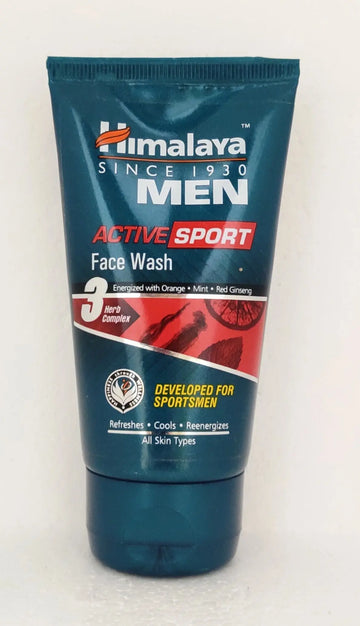 Himalaya™
SINCE 1930
MEN
ACTIVE SPORT
Face Wash
Energized with Orange • Mint • Red Ginseng
3 Herb
Complex
DEVELOPED FOR
SPORTSMEN
Refreshes • Cools • Reenergizes
All Skin Types